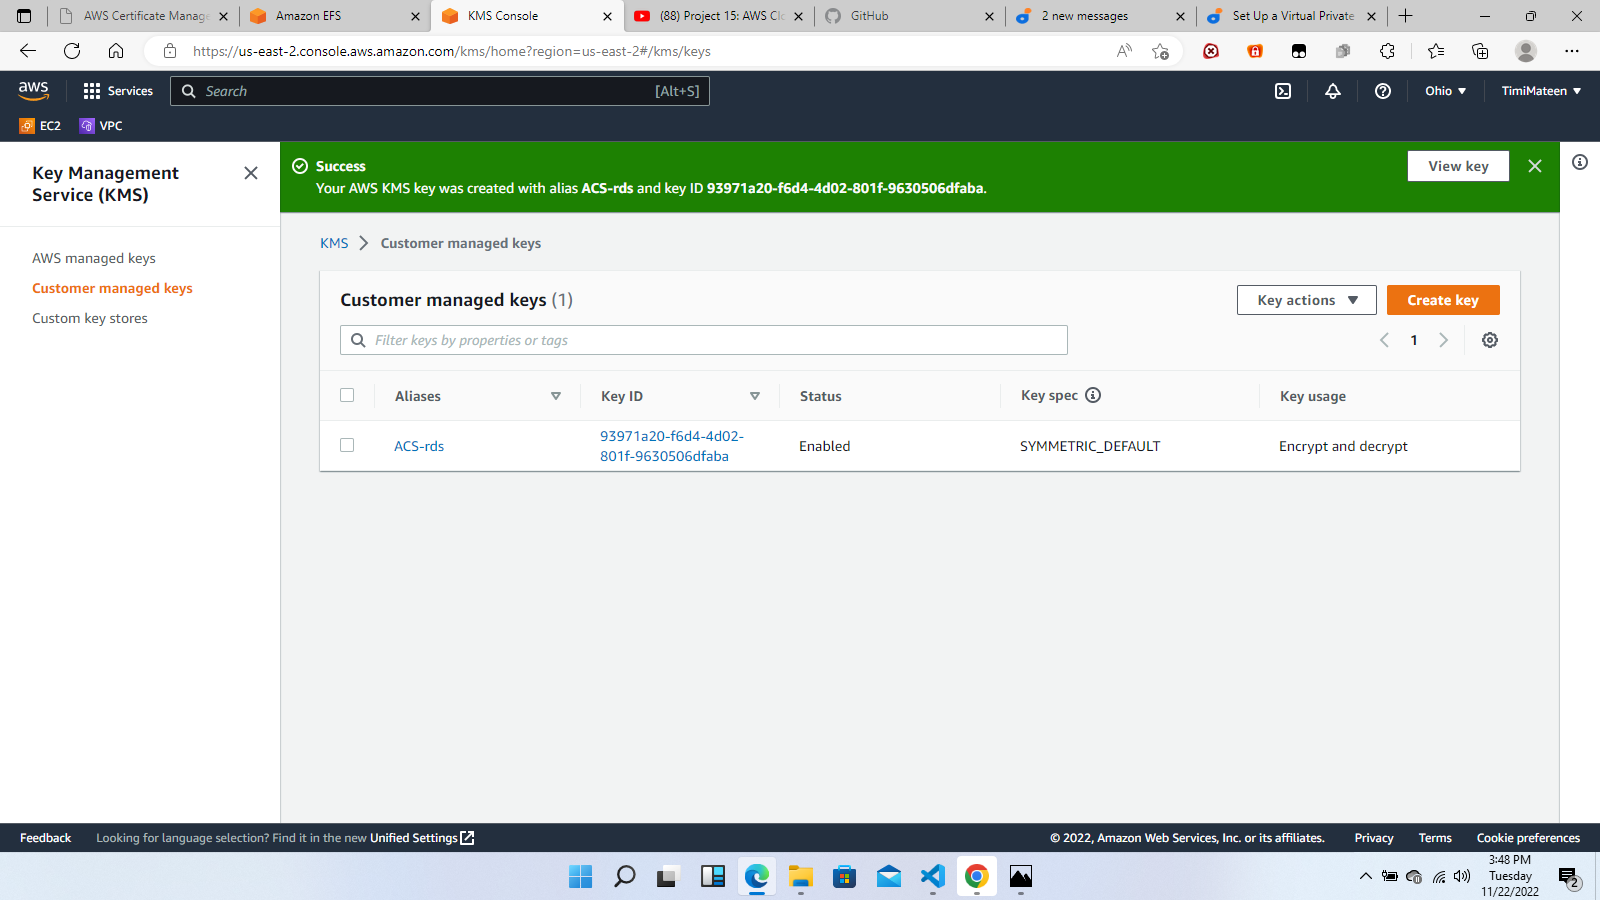 AWS Certificate Manage
Amazon EFS
KMS Console
(88) Project 15: AWS Clo
GitHub
2 new messages
Set Up a Virtual Private
https://us-east-2.console.aws.amazon.com/kms/home?region=us-east-2#/kms/keys
aws
Services
Search
[Alt+S]
Ohio
TimiMateen
EC2
VPC
Key Management
Service (KMS)
AWS managed keys
Customer managed keys
Custom key stores
Success
Your AWS KMS key was created with alias ACS-rds and key ID 93971a20-f6d4-4d02-801f-9630506dfaba.
View key
KMS
Customer managed keys
Customer managed keys (1)
Key actions
Create key
Filter keys by properties or tags
1
Aliases
Key ID
Status
Key spec
Key usage
ACS-rds
93971a20-f6d4-4d02-
801f-9630506dfaba
Enabled
SYMMETRIC_DEFAULT
Encrypt and decrypt
Feedback
Looking for language selection? Find it in the new Unified Settings
© 2022, Amazon Web Services, Inc. or its affiliates.
Privacy
Terms
Cookie preferences
3:48 PM
Tuesday
11/22/2022
2